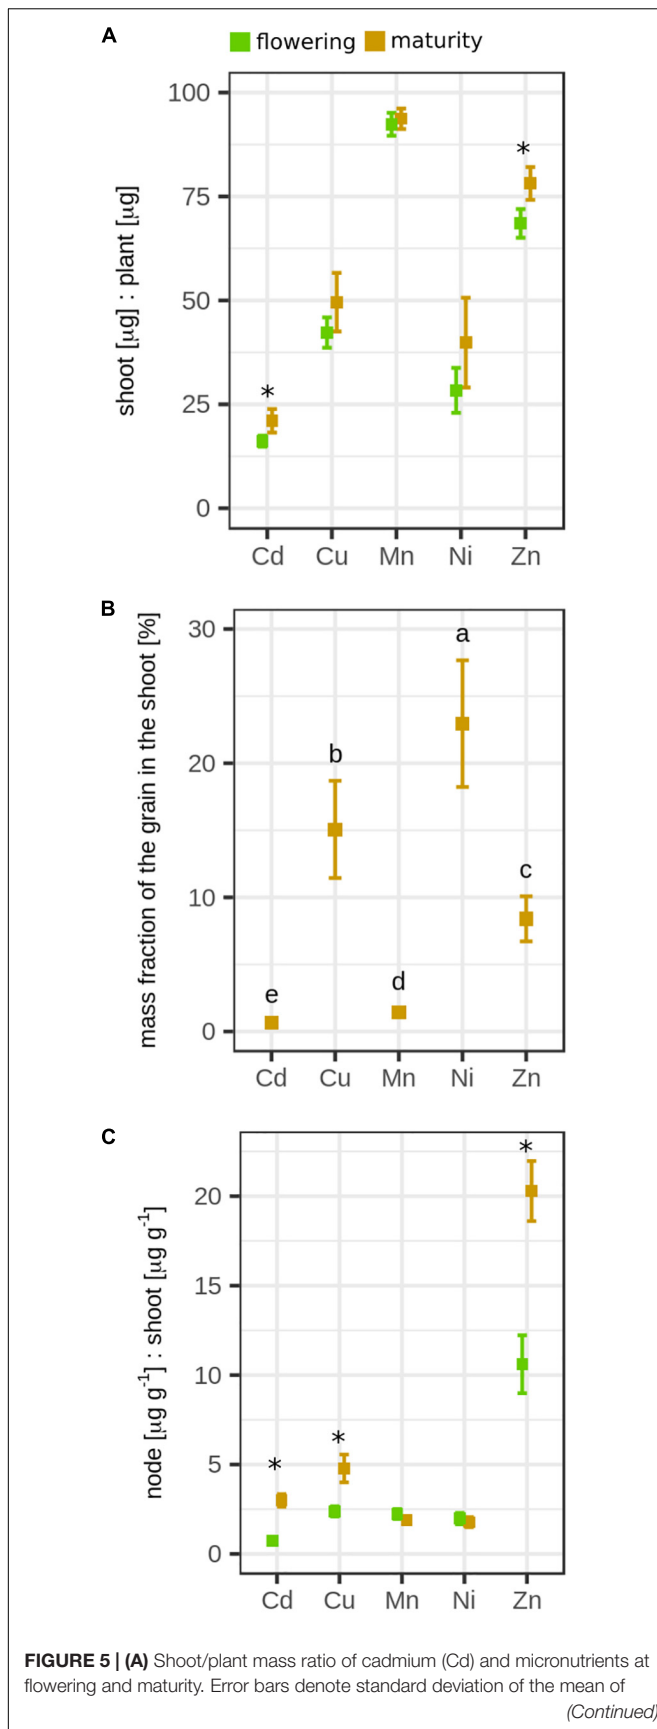 A
flowering maturity
100
75
50
25
0
shoot [µg] : plant [µg]
*
*
Cd Cu Mn Ni Zn
B
30
20
10
0
mass fraction of the grain in the shoot [%]
e
b
d
a
c
Cd Cu Mn Ni Zn
C
20
15
10
5
0
node [µg g⁻¹] : shoot [µg g⁻¹]
*
*
*
Cd Cu Mn Ni Zn
FIGURE 5 | (A) Shoot/plant mass ratio of cadmium (Cd) and micronutrients at
flowering and maturity. Error bars denote standard deviation of the mean of
(Continued)